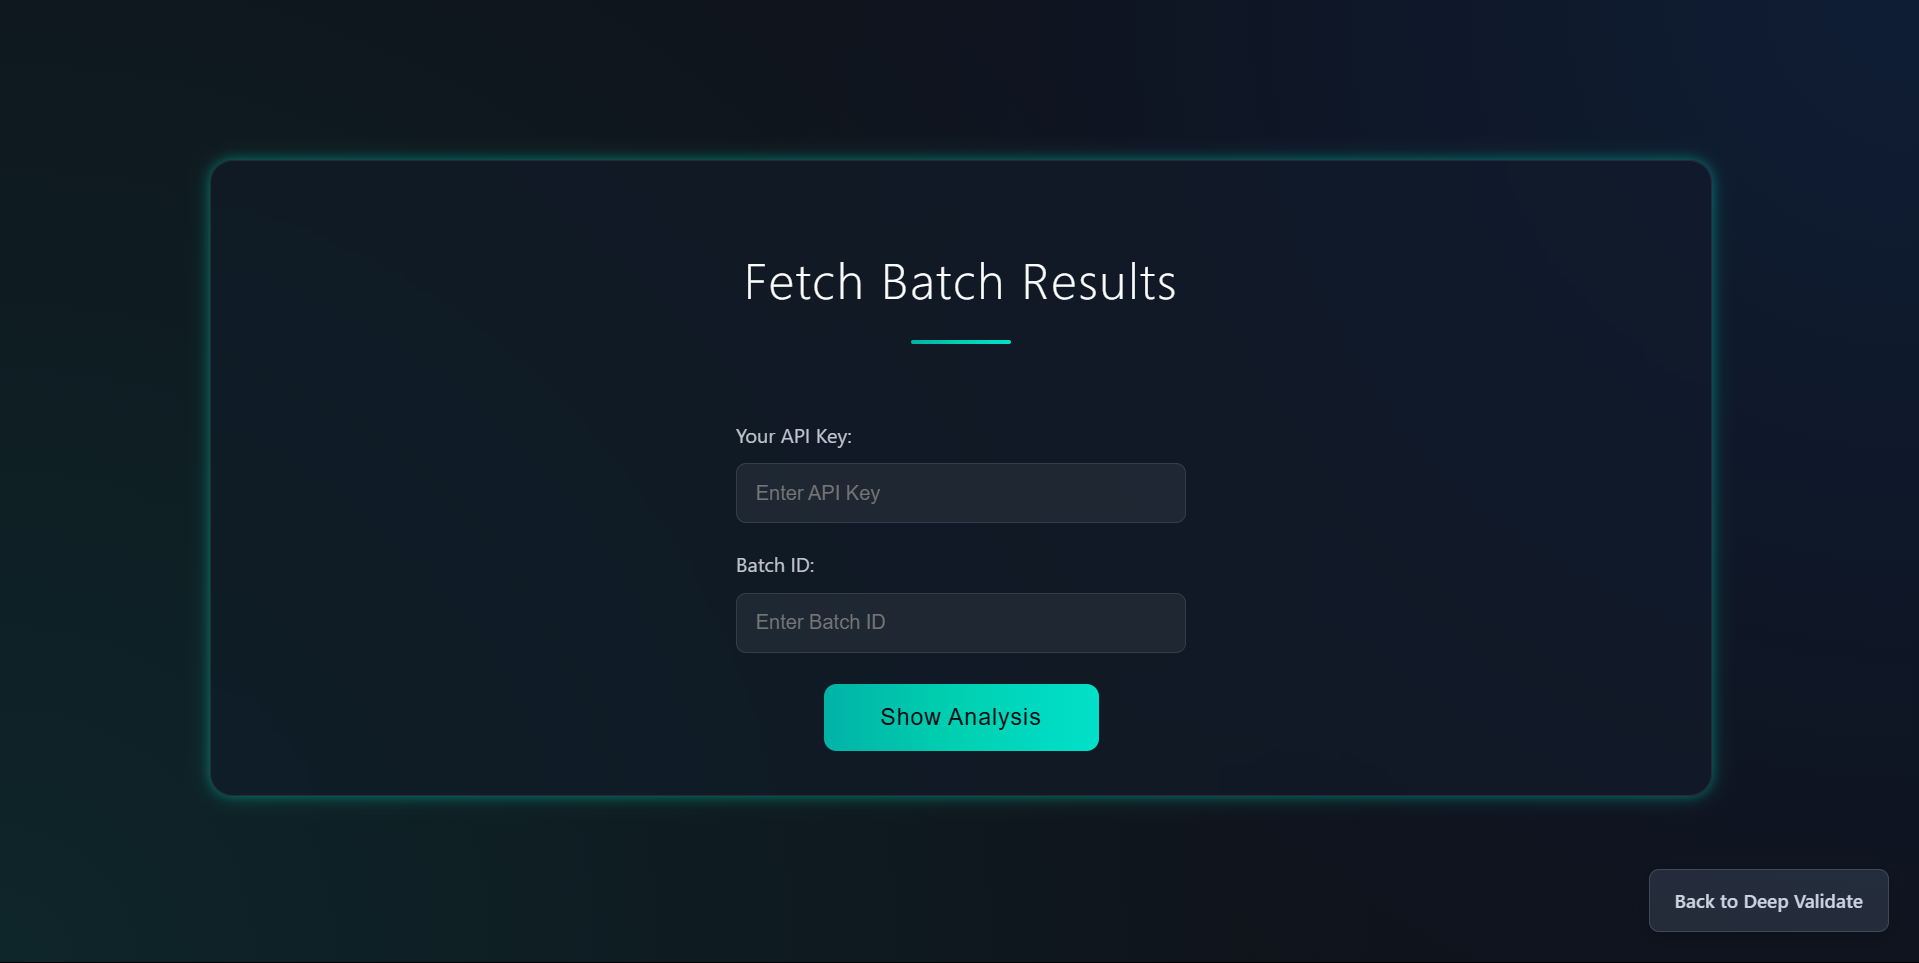 Fetch Batch Results
Your API Key:
Enter API Key
Batch ID:
Enter Batch ID
Show Analysis
Back to Deep Validate